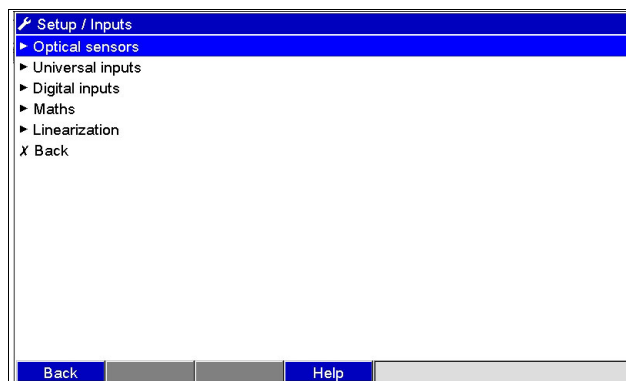 Setup / Inputs
► Optical sensors
► Universal inputs
► Digital inputs
► Maths
► Linearization
X Back
Back Help